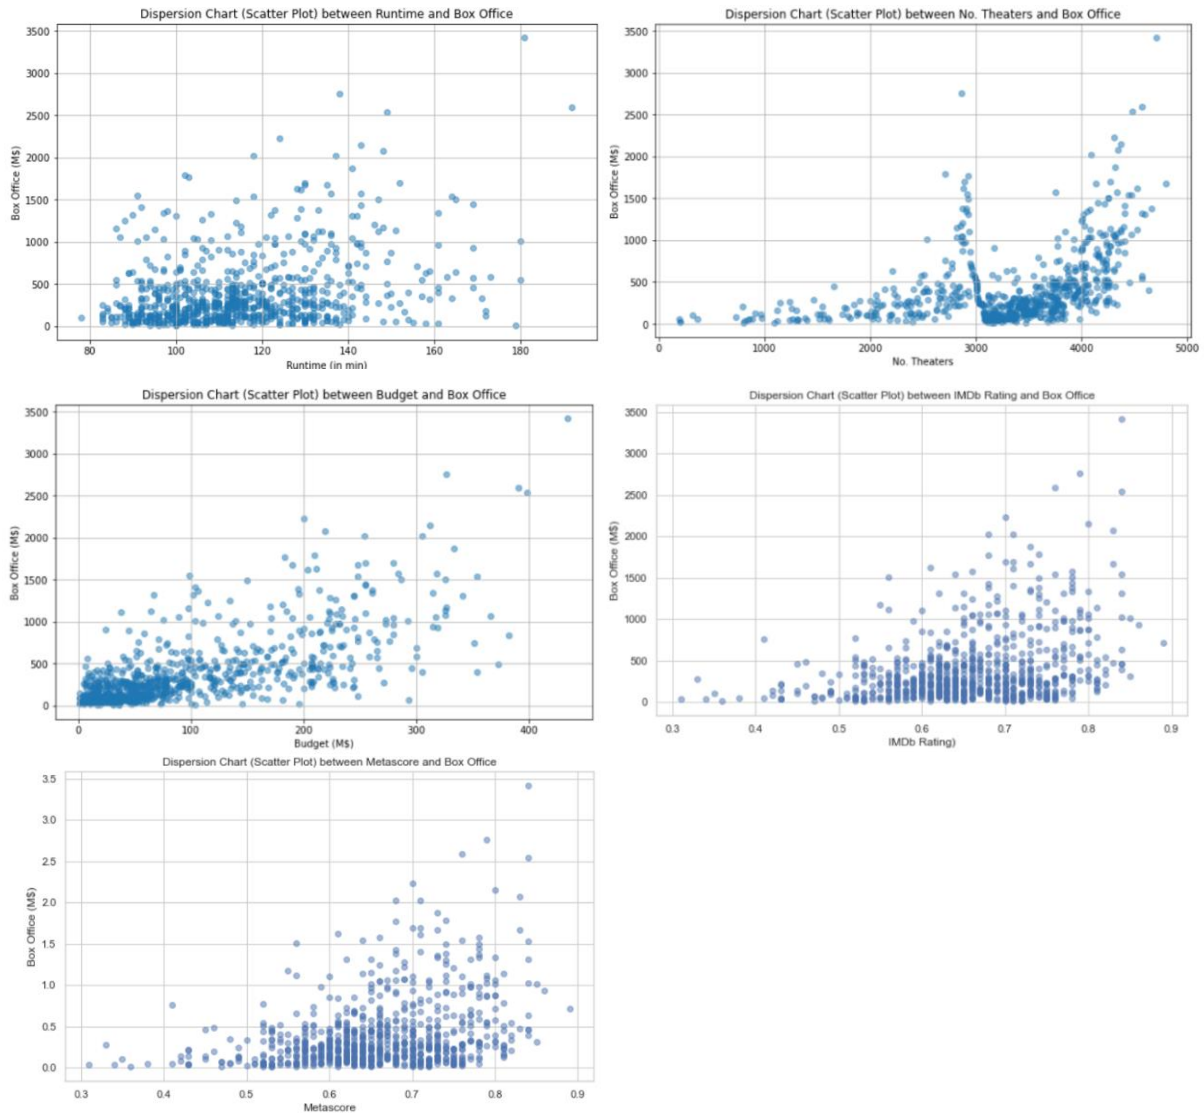 Dispersion Chart (Scatter Plot) between Runtime and Box Office
3500
3000
2500
2000
1500
1000
500
0
Box Office (M$)
80 100 120 140 160 180
Runtime (in min)
Dispersion Chart (Scatter Plot) between No. Theaters and Box Office
3500
3000
2500
2000
1500
1000
500
0
Box Office (M$)
0 1000 2000 3000 4000 5000
No. Theaters
Dispersion Chart (Scatter Plot) between Budget and Box Office
3500
3000
2500
2000
1500
1000
500
0
Box Office (M$)
0 100 200 300 400
Budget (M$)
Dispersion Chart (Scatter Plot) between IMDb Rating and Box Office
3500
3000
2500
2000
1500
1000
500
0
Box Office (M$)
0.3 0.4 0.5 0.6 0.7 0.8 0.9
IMDb Rating)
Dispersion Chart (Scatter Plot) between Metascore and Box Office
3.5
3.0
2.5
2.0
1.5
1.0
0.5
0.0
Box Office (M$)
0.3 0.4 0.5 0.6 0.7 0.8 0.9
Metascore